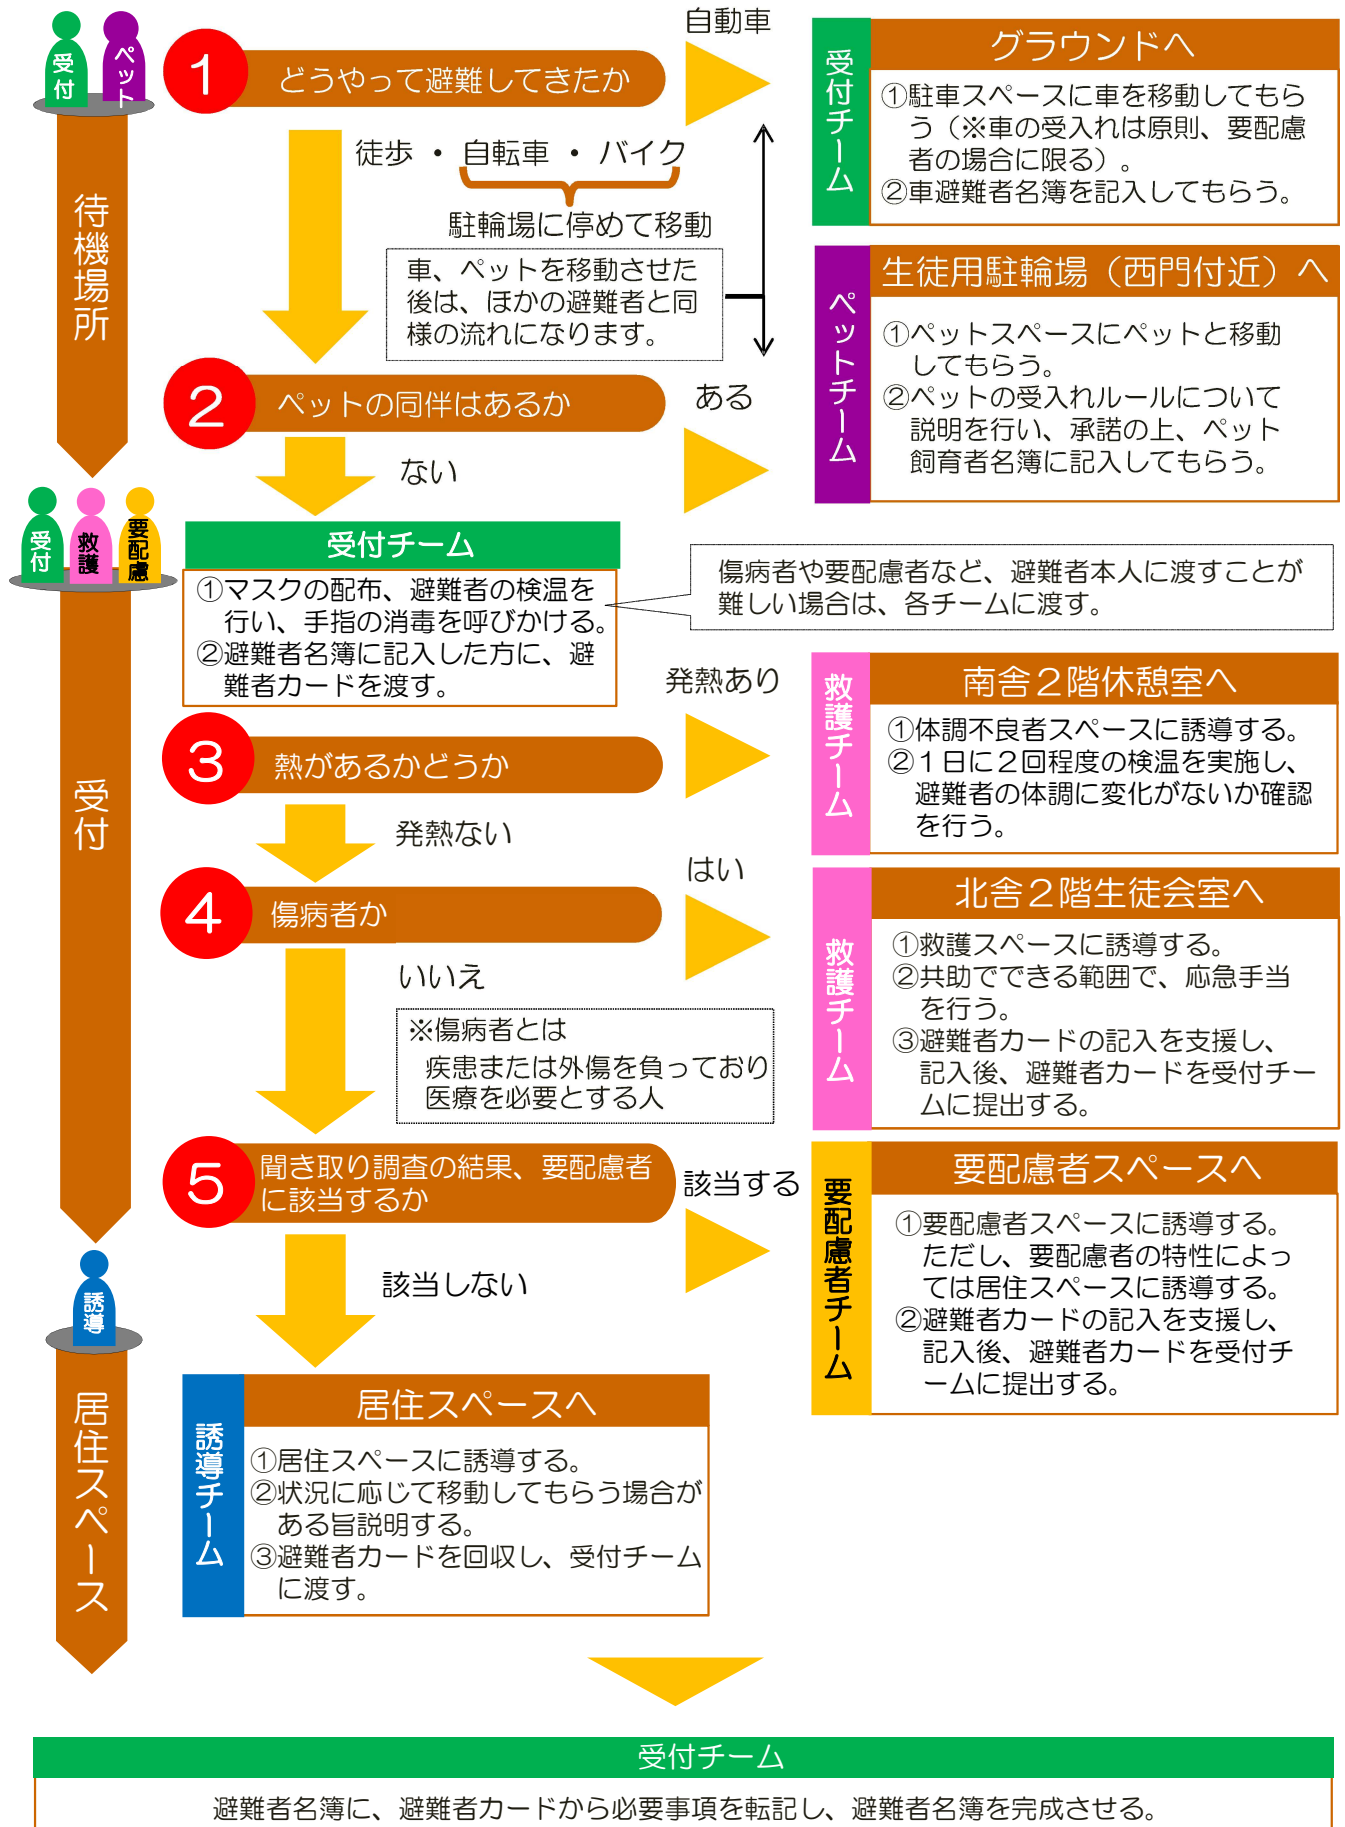 受付
ペット
待機場所
1
どうやって避難してきたか
自動車
受付チーム
グラウンドへ
①駐車スペースに車を移動してもら
う（※車の受入れは原則、要配慮
者の場合に限る）。
②車避難者名簿を記入してもらう。
徒歩 ・ 自転車 ・ バイク
駐輪場に停めて移動
車、ペットを移動させた
後は、ほかの避難者と同
様の流れになります。
ペットチーム
生徒用駐輪場（西門付近）へ
①ペットスペースにペットと移動
してもらう。
②ペットの受入れルールについて
説明を行い、承諾の上、ペット
飼育者名簿に記入してもらう。
2
ペットの同伴はあるか
ある
ない
受付
救護
要配慮
受付
受付チーム
①マスクの配布、避難者の検温を
行い、手指の消毒を呼びかける。
②避難者名簿に記入した方に、避
難者カードを渡す。
傷病者や要配慮者など、避難者本人に渡すことが
難しい場合は、各チームに渡す。
3
熱があるかどうか
発熱あり
救護チーム
南舎２階休憩室へ
①体調不良者スペースに誘導する。
②１日に２回程度の検温を実施し、
避難者の体調に変化がないか確認
を行う。
発熱ない
4
傷病者か
はい
救護チーム
北舎２階生徒会室へ
①救護スペースに誘導する。
②共助でできる範囲で、応急手当
を行う。
③避難者カードの記入を支援し、
記入後、避難者カードを受付チー
ムに提出する。
いいえ
※傷病者とは
疾患または外傷を負っており
医療を必要とする人
5
聞き取り調査の結果、要配慮者
に該当するか
該当する
要配慮者チーム
要配慮者スペースへ
①要配慮者スペースに誘導する。
ただし、要配慮者の特性によっ
ては居住スペースに誘導する。
②避難者カードの記入を支援し、
記入後、避難者カードを受付チ
ームに提出する。
該当しない
誘導
居住スペース
誘導チーム
居住スペースへ
①居住スペースに誘導する。
②状況に応じて移動してもらう場合が
ある旨説明する。
③避難者カードを回収し、受付チーム
に渡す。
受付チーム
避難者名簿に、避難者カードから必要事項を転記し、避難者名簿を完成させる。